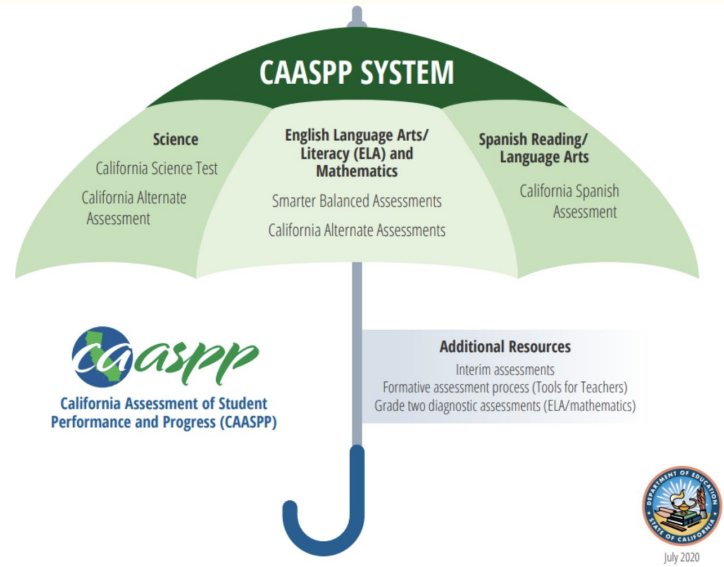 CAASPP SYSTEM
Science
California Science Test
California Alternate
Assessment
English Language Arts/
Literacy (ELA) and
Mathematics
Smarter Balanced Assessments
California Alternate Assessments
Spanish Reading/
Language Arts
California Spanish
Assessment
caaspp
California Assessment of Student
Performance and Progress (CAASPP)
Additional Resources
Interim assessments
Formative assessment process (Tools for Teachers)
Grade two diagnostic assessments (ELA/mathematics)
DEPARTMENT OF EDUCATION
STATE OF CALIFORNIA
July 2020